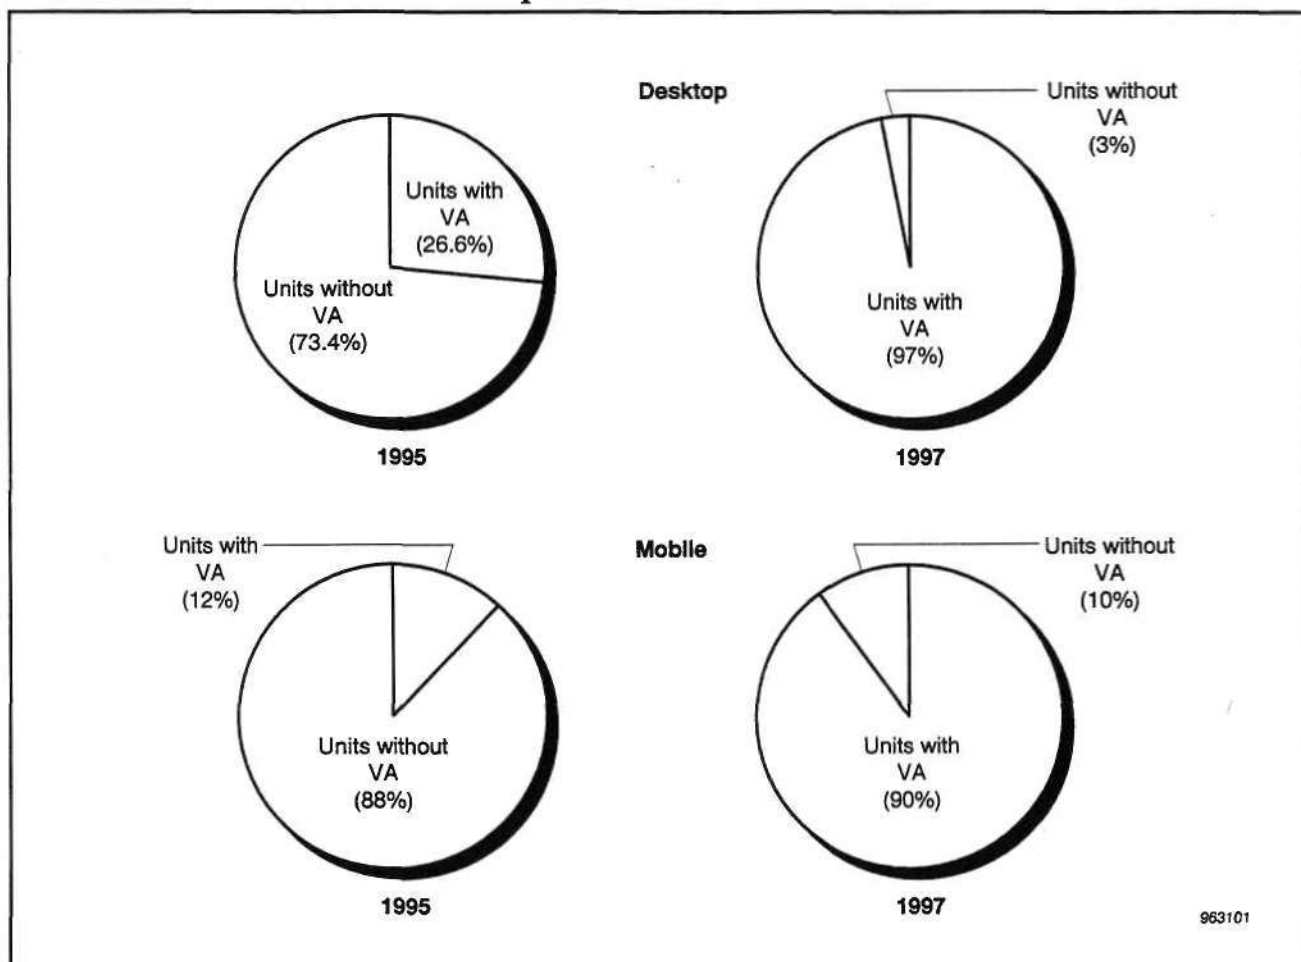 Desktop
Units with
VA
(26.6%)
Units without
VA
(73.4%)
1995
Units without
VA
(3%)
Units with
VA
(97%)
1997
Mobile
Units with
VA
(12%)
Units without
VA
(88%)
1995
Units without
VA
(10%)
Units with
VA
(90%)
1997
963101